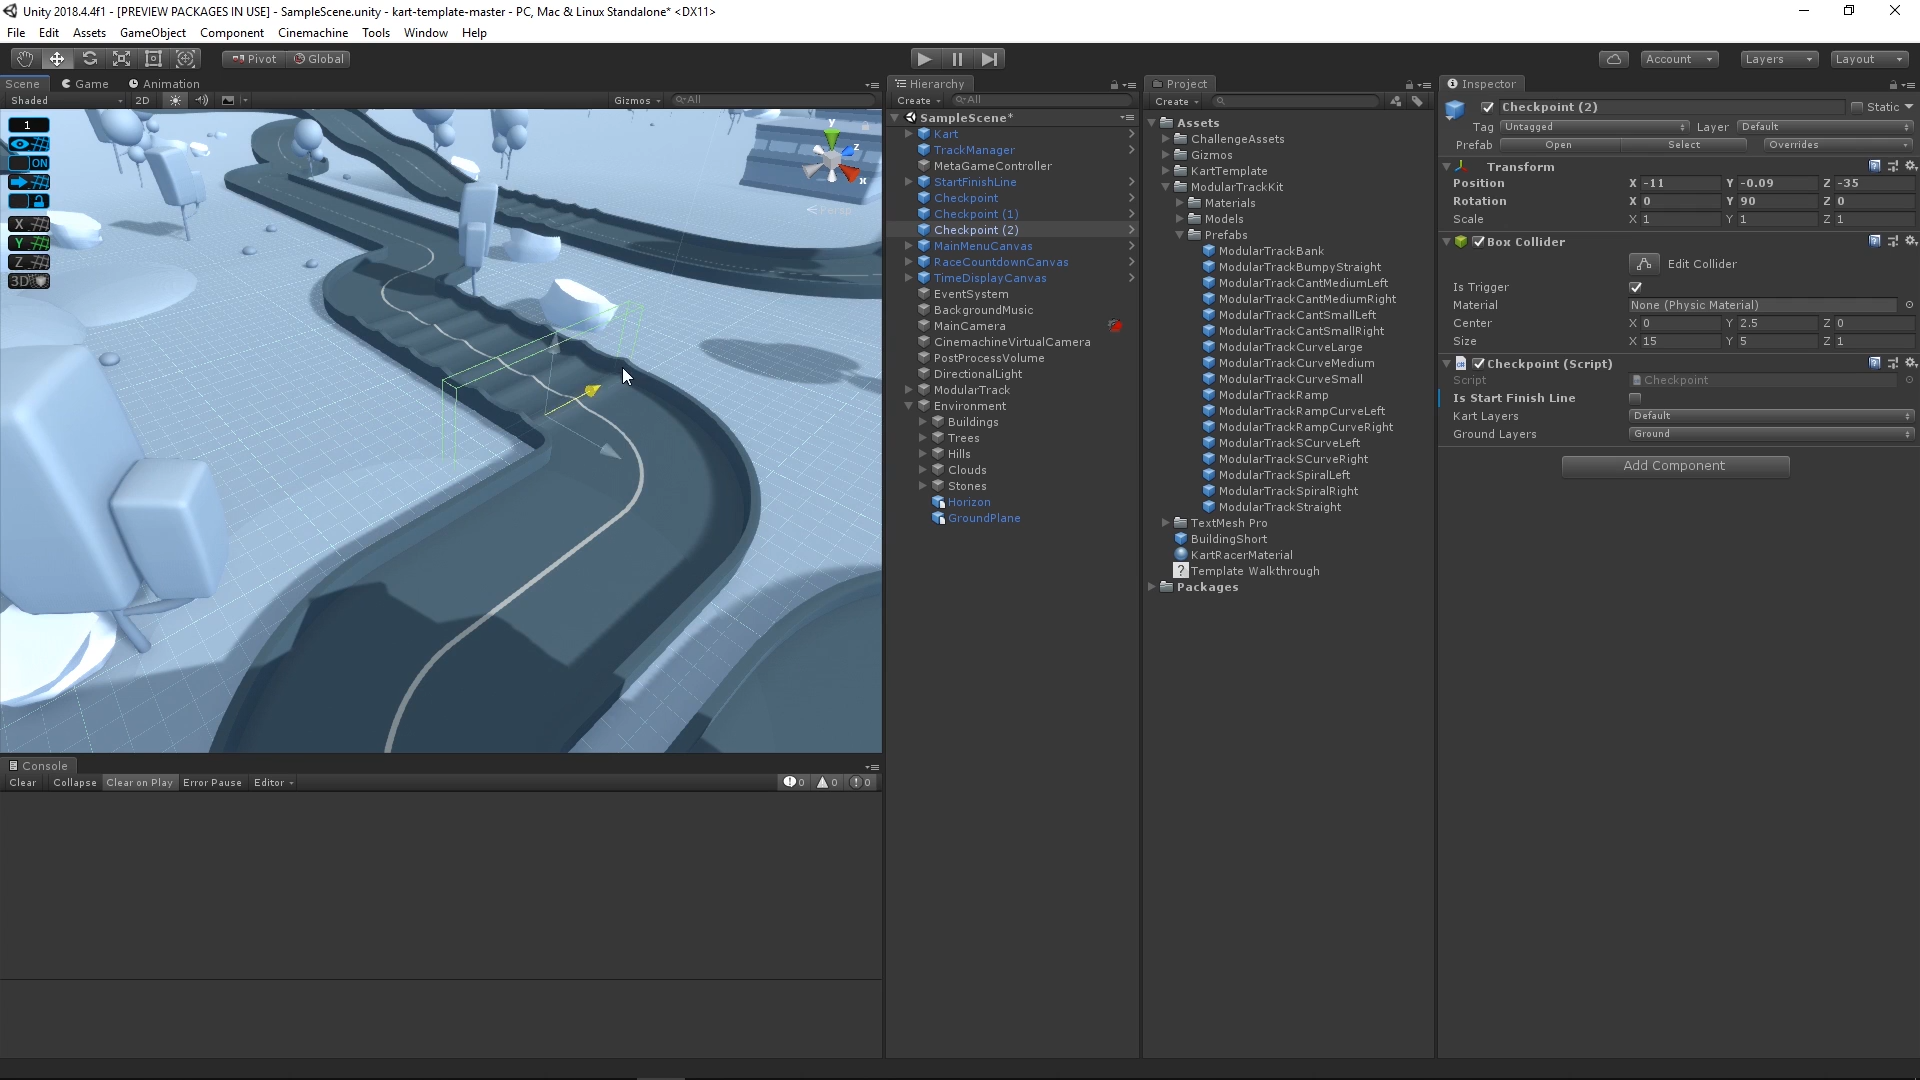 Unity 2018.4.4f1 - [PREVIEW PACKAGES IN USE] - SampleScene.unity - kart-template-master - PC, Mac & Linux Standalone* <DX11>
File Edit Assets GameObject Component Cinemachine Tools Window Help
Pivot Global Account Layers Layout
Scene Game Animation
Shaded 2D Gizmos All
1
ON
X
Y
Z
3D
y
z
x
Persp
Hierarchy
Create All
SampleScene*
Kart
TrackManager
MetaGameController
StartFinishLine
Checkpoint
Checkpoint (1)
Checkpoint (2)
MainMenuCanvas
RaceCountdownCanvas
TimeDisplayCanvas
EventSystem
BackgroundMusic
MainCamera
CinemachineVirtualCamera
PostProcessVolume
DirectionalLight
ModularTrack
Environment
Buildings
Trees
Hills
Clouds
Stones
Horizon
GroundPlane
Project
Create
Assets
ChallengeAssets
Gizmos
KartTemplate
ModularTrackKit
Materials
Models
Prefabs
ModularTrackBank
ModularTrackBumpyStraight
ModularTrackCantMediumLeft
ModularTrackCantMediumRight
ModularTrackCantSmallLeft
ModularTrackCantSmallRight
ModularTrackCurveLarge
ModularTrackCurveMedium
ModularTrackCurveSmall
ModularTrackRamp
ModularTrackRampCurveLeft
ModularTrackRampCurveRight
ModularTrackSCurveLeft
ModularTrackSCurveRight
ModularTrackSpiralLeft
ModularTrackSpiralRight
ModularTrackStraight
TextMesh Pro
BuildingShort
KartRacerMaterial
Template Walkthrough
Packages
Inspector
Checkpoint (2) Static
Tag Untagged Layer Default
Prefab Open Select Overrides
Transform
Position X -11 Y -0.09 Z -35
Rotation X 0 Y 90 Z 0
Scale X 1 Y 1 Z 1
Box Collider
Edit Collider
Is Trigger
Material None (Physic Material)
Center X 0 Y 2.5 Z 0
Size X 15 Y 5 Z 1
Checkpoint (Script)
Script Checkpoint
Is Start Finish Line
Kart Layers Default
Ground Layers Ground
Add Component
Console
Clear Collapse Clear on Play Error Pause Editor 0 0 0